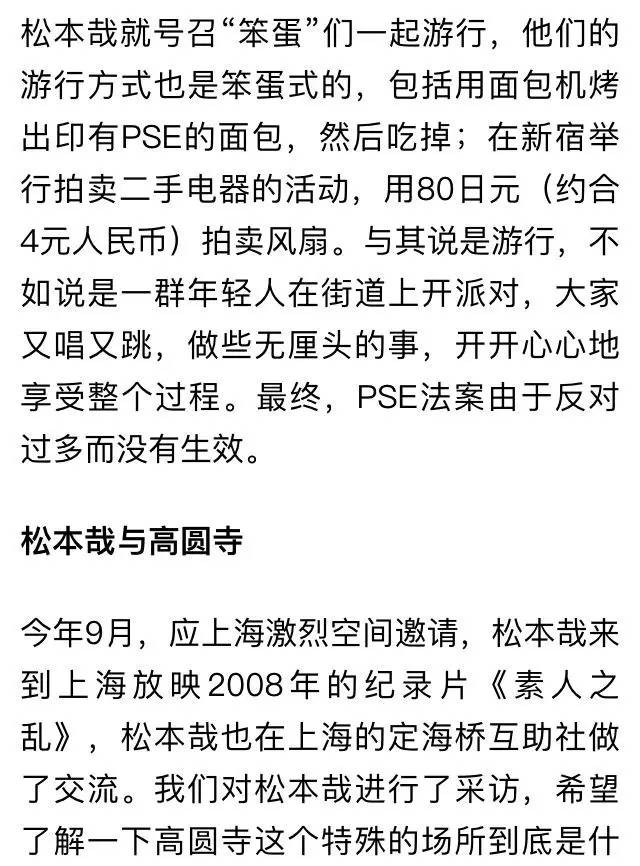 松本哉就号召“笨蛋”们一起游行，他们的
游行方式也是笨蛋式的，包括用面包机烤
出印有PSE的面包，然后吃掉；在新宿举
行拍卖二手电器的活动，用80日元（约合
4元人民币）拍卖风扇。与其说是游行，不
如说是一群年轻人在街道上开派对，大家
又唱又跳，做些无厘头的事，开开心心地
享受整个过程。最终，PSE法案由于反对
过多而没有生效。
松本哉与高圆寺
今年9月，应上海激烈空间邀请，松本哉来
到上海放映2008年的纪录片《素人之
乱》，松本哉也在上海的定海桥互助社做
了交流。我们对松本哉进行了采访，希望
了解一下高圆寺这个特殊的场所到底是什